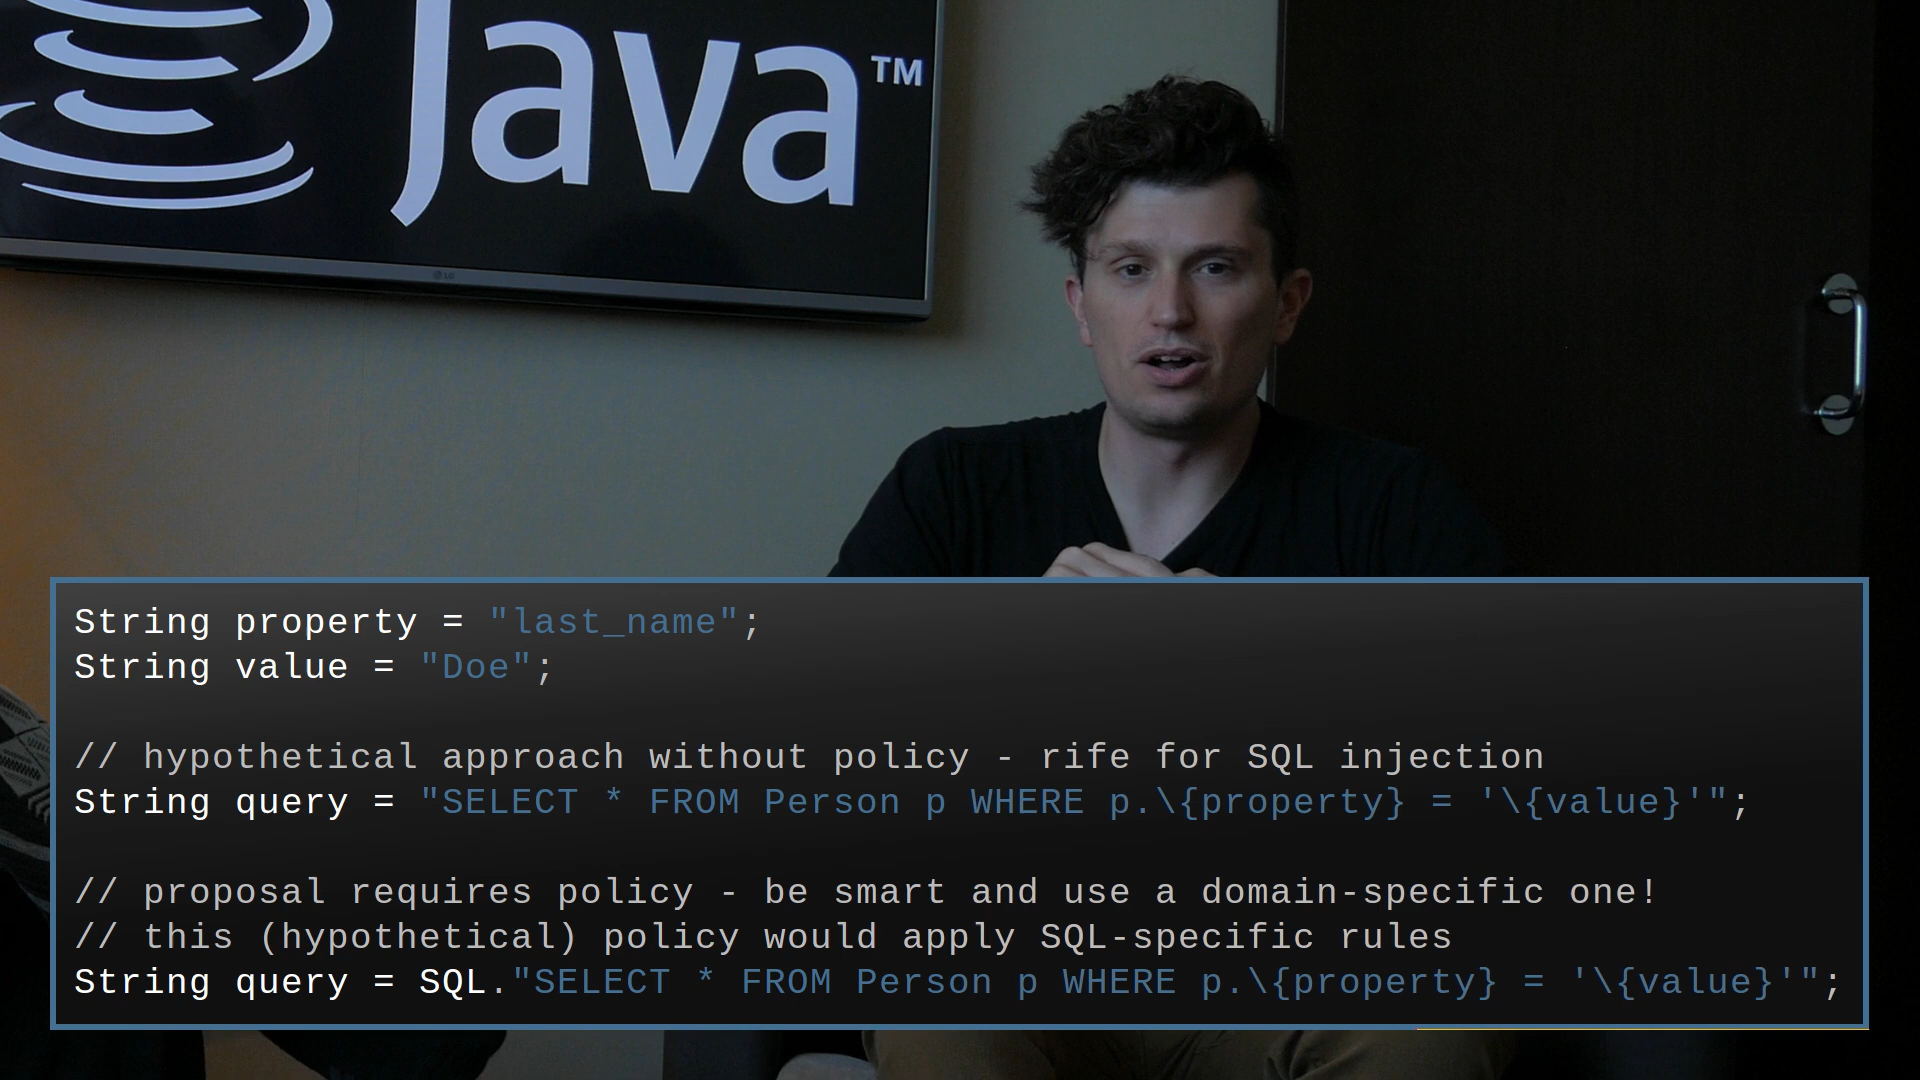 Java™
LG
String property = "last_name";
String value = "Doe";
// hypothetical approach without policy - rife for SQL injection
String query = "SELECT * FROM Person p WHERE p.\{property} = '\{value}'";
// proposal requires policy - be smart and use a domain-specific one!
// this (hypothetical) policy would apply SQL-specific rules
String query = SQL."SELECT * FROM Person p WHERE p.\{property} = '\{value}'";